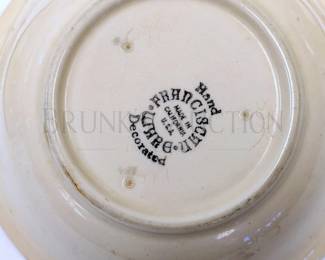 Hand
FRANCISCAN
MADE IN
CALIFORNIA
U.S.A.
WARE
Decorated
BRUNK AUCTION